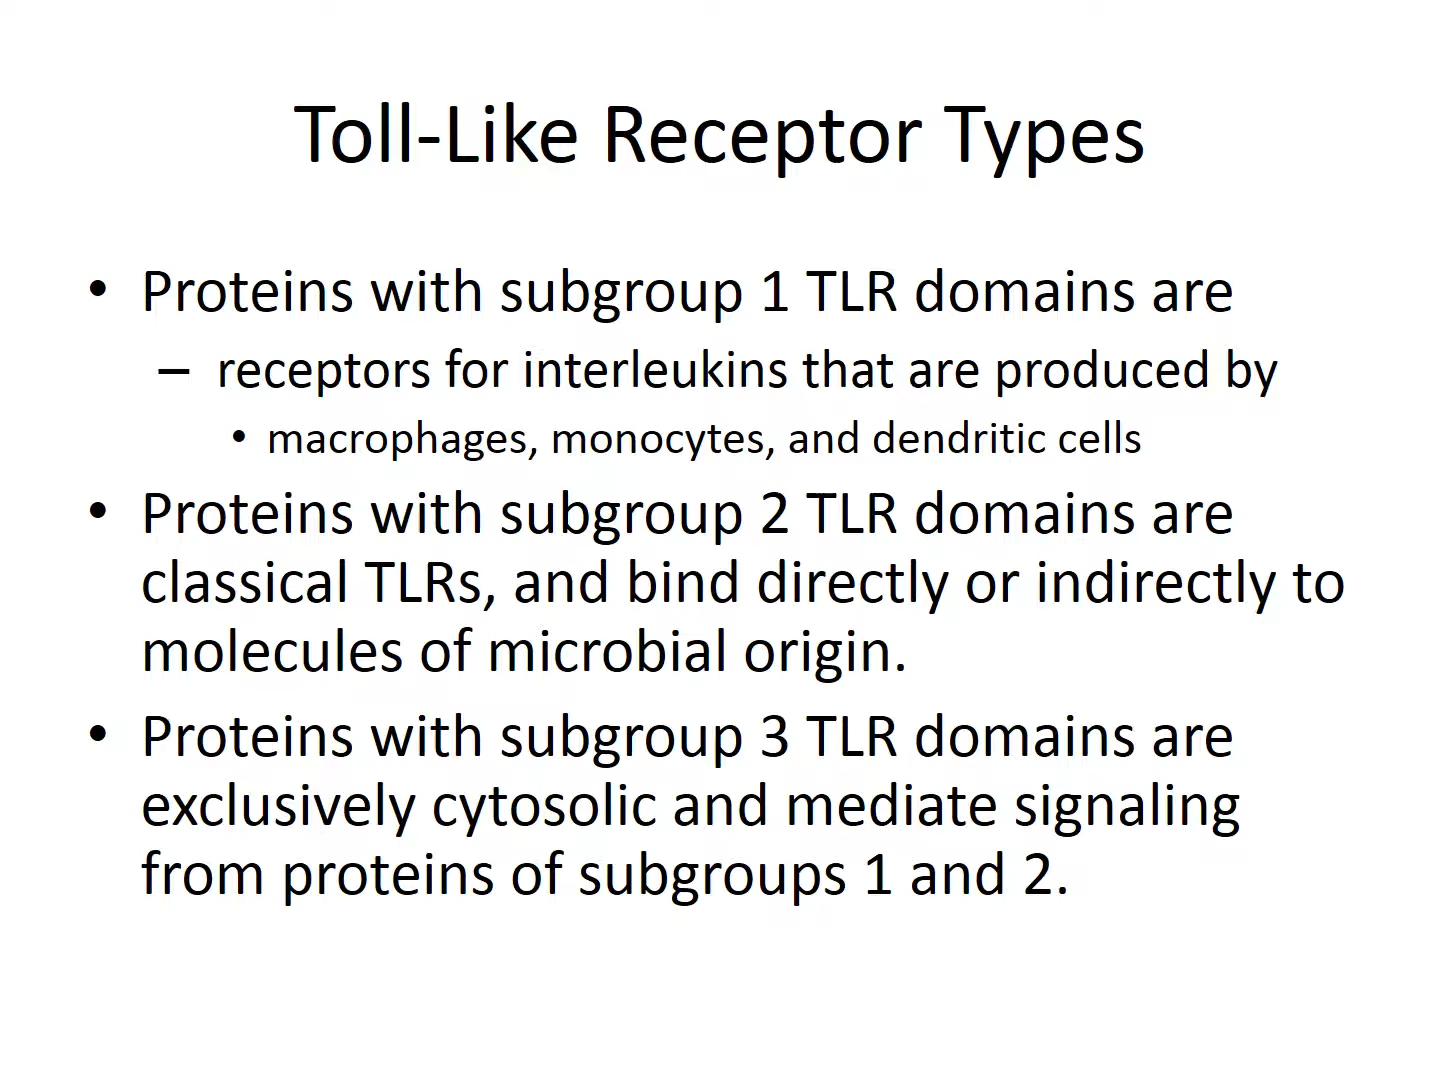 Toll-Like Receptor Types
• Proteins with subgroup 1 TLR domains are
– receptors for interleukins that are produced by
• macrophages, monocytes, and dendritic cells
• Proteins with subgroup 2 TLR domains are
classical TLRs, and bind directly or indirectly to
molecules of microbial origin.
• Proteins with subgroup 3 TLR domains are
exclusively cytosolic and mediate signaling
from proteins of subgroups 1 and 2.